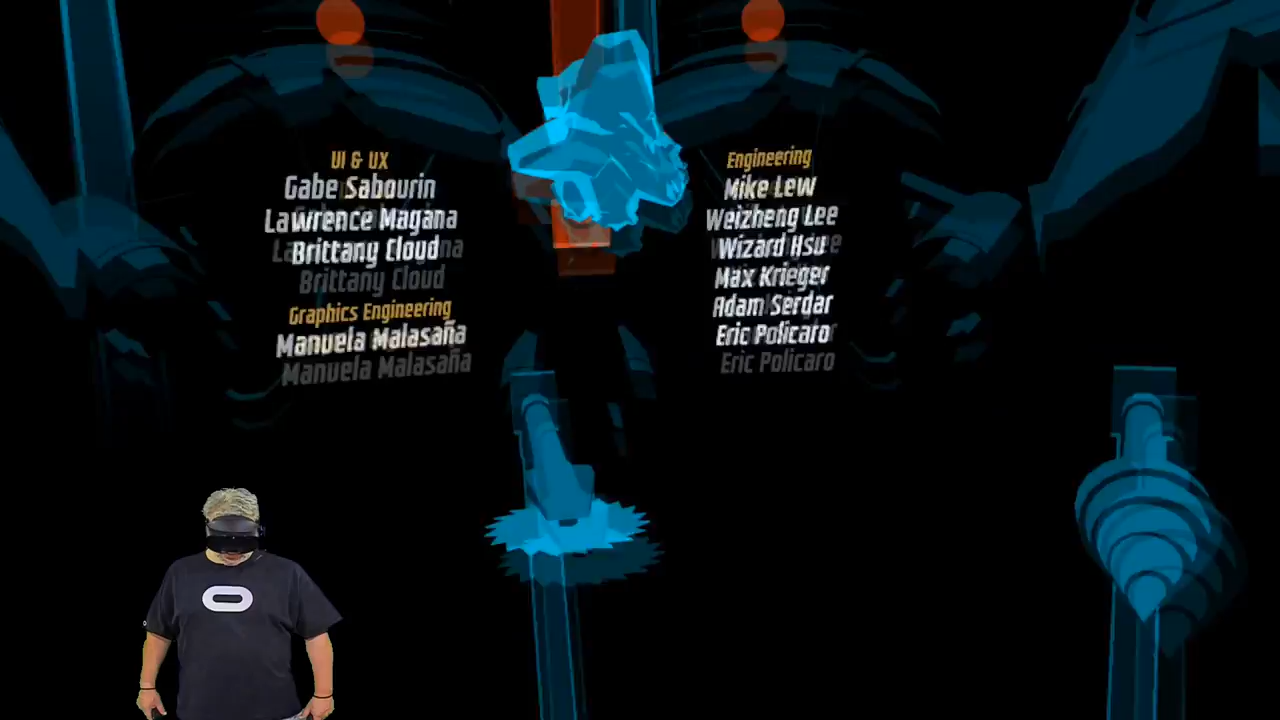 UI & UX
Gabe Sabourin
Lawrence Magana
Brittany Cloud
Graphics Engineering
Manuela Malasaña
Engineering
Mike Lew
Weizheng Lee
Wizard Hsu
Max Krieger
Adam Serdar
Eric Policaro